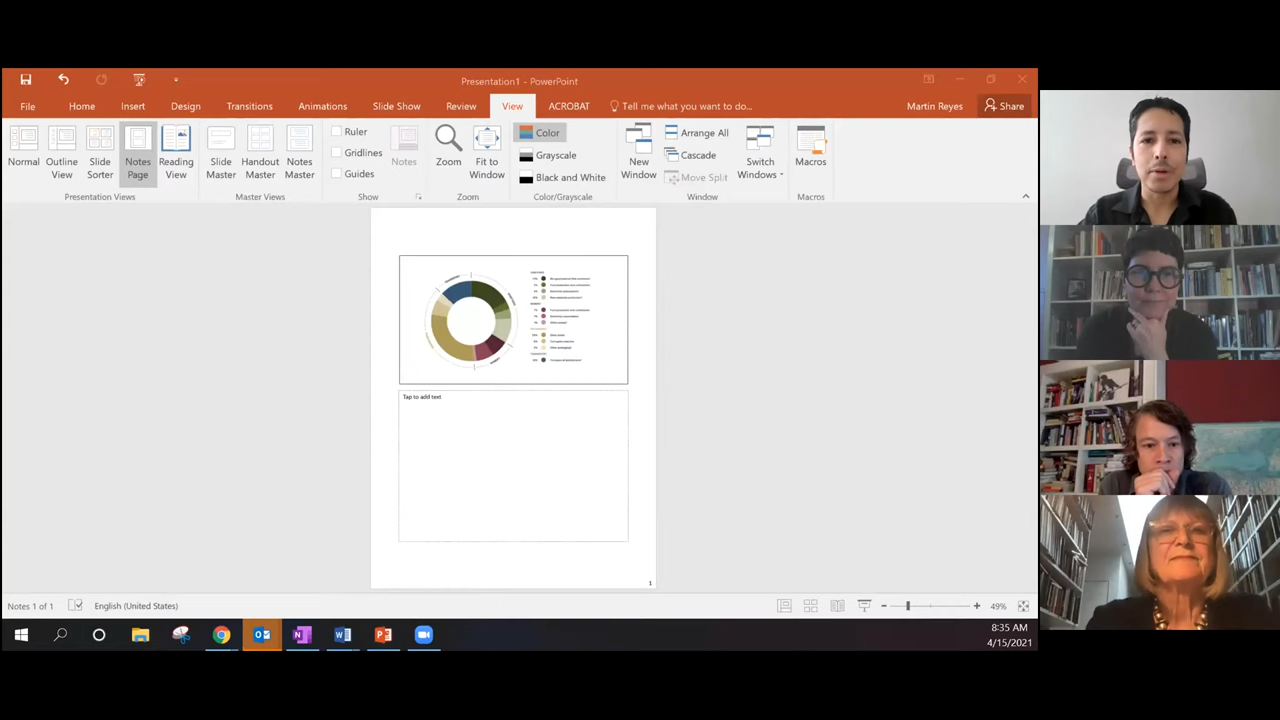 Presentation1 - PowerPoint
File Home Insert Design Transitions Animations Slide Show Review View ACROBAT Tell me what you want to do... Martin Reyes Share
Normal
Outline View
Slide Sorter
Notes Page
Reading View
Presentation Views
Slide Master
Handout Master
Notes Master
Master Views
Ruler
Gridlines
Guides
Notes
Show
Zoom
Fit to Window
Zoom
Color
Grayscale
Black and White
Color/Grayscale
New Window
Arrange All
Cascade
Move Split
Switch Windows
Window
Macros
Macros
Tap to add text
1
Notes 1 of 1
English (United States)
49%
8:35 AM
4/15/2021